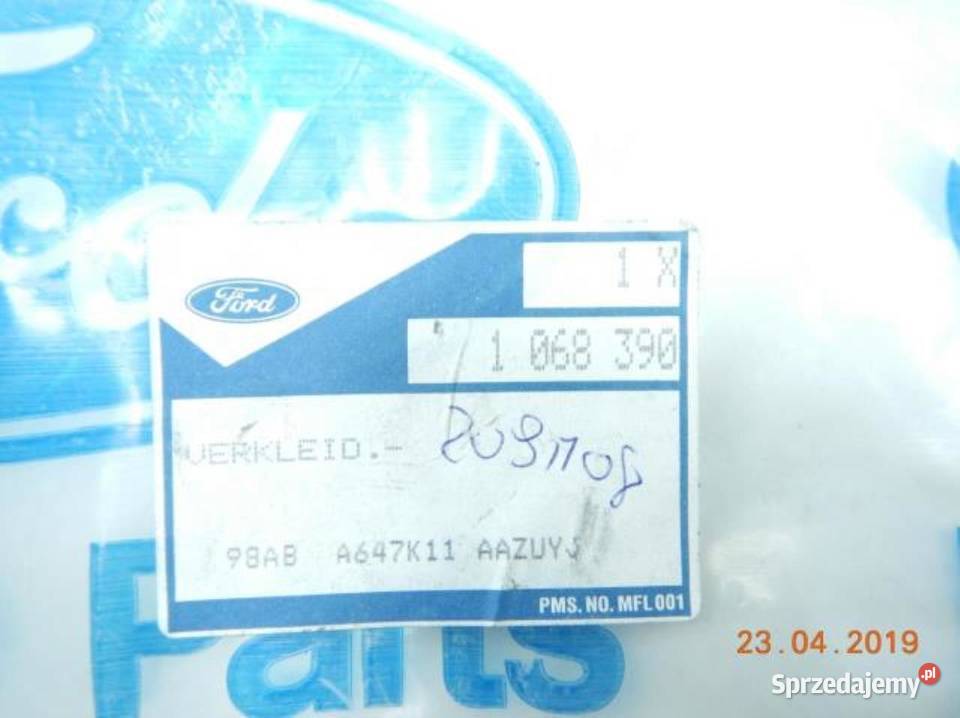 Ford
1 X
Ford
1 068 390
VERKLEID.-
98AB A647K11 AAZUYJ
PMS. NO. MFL 001
Parts
23.04.2019
Sprzedajemy.pl